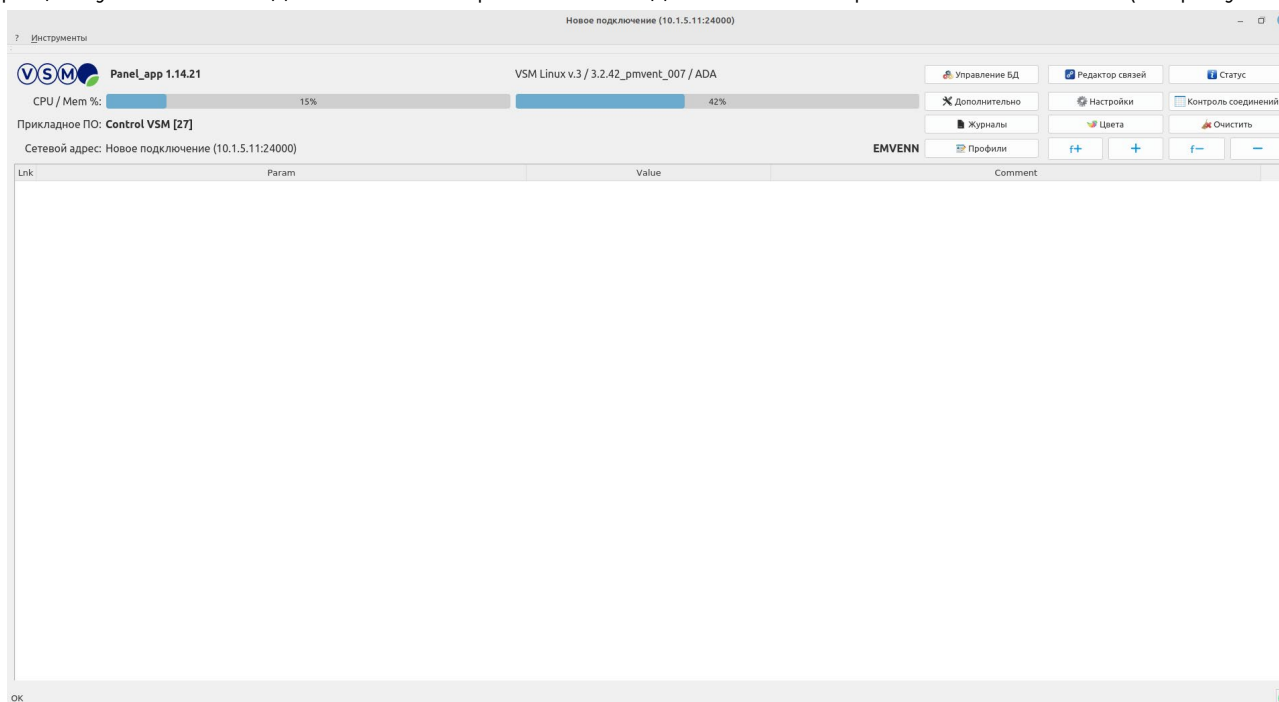 Новое подключение (10.1.5.11:24000)
? Инструменты
VSM Panel_app 1.14.21 VSM Linux v.3 / 3.2.42_pmvent_007 / ADA Управление БД Редактор связей Статус
CPU / Mem %: 15% 42% Дополнительно Настройки Контроль соединений
Прикладное ПО: Control VSM [27] Журналы Цвета Очистить
Сетевой адрес: Новое подключение (10.1.5.11:24000) EMVENN Профили f+ + f− −
Lnk Param Value Comment
OK